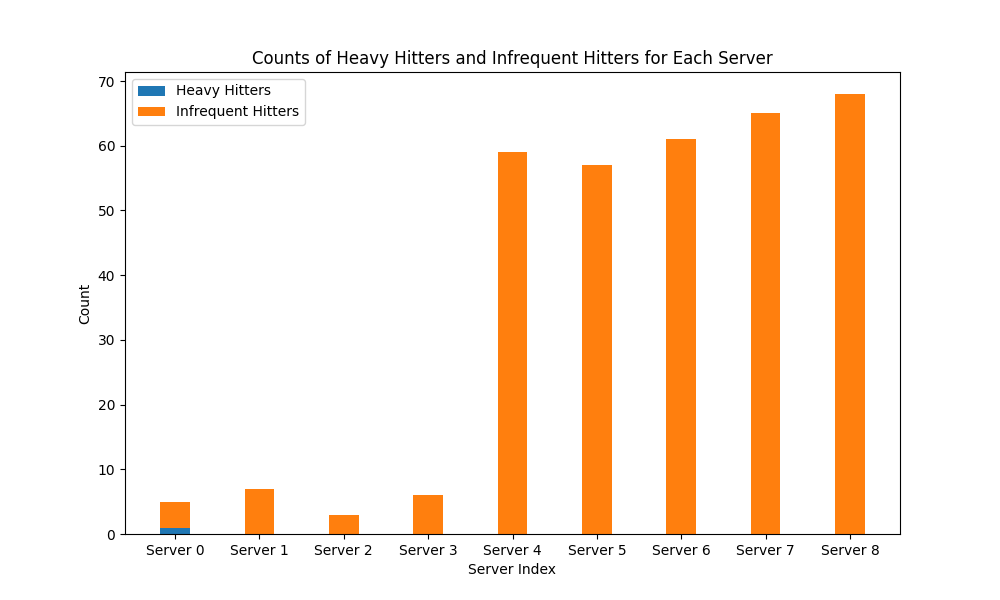 Counts of Heavy Hitters and Infrequent Hitters for Each Server
Heavy Hitters
Infrequent Hitters
70
60
50
40
30
20
10
0
Count
Server 0 Server 1 Server 2 Server 3 Server 4 Server 5 Server 6 Server 7 Server 8
Server Index